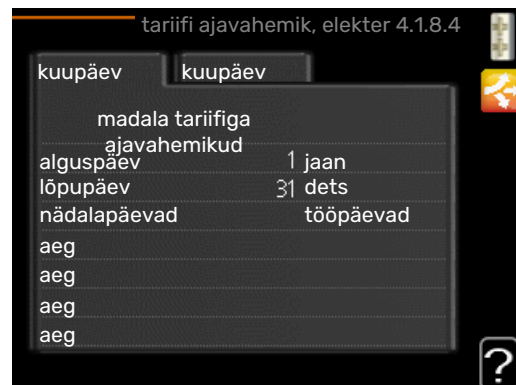 tariifi ajavahemik, elekter 4.1.8.4
kuupäev kuupäev
madala tariifiga
ajavahemikud
alguspäev 1 jaan
lõpupäev 31 dets
nädalapäevad tööpäevad
aeg
aeg
aeg
aeg
?